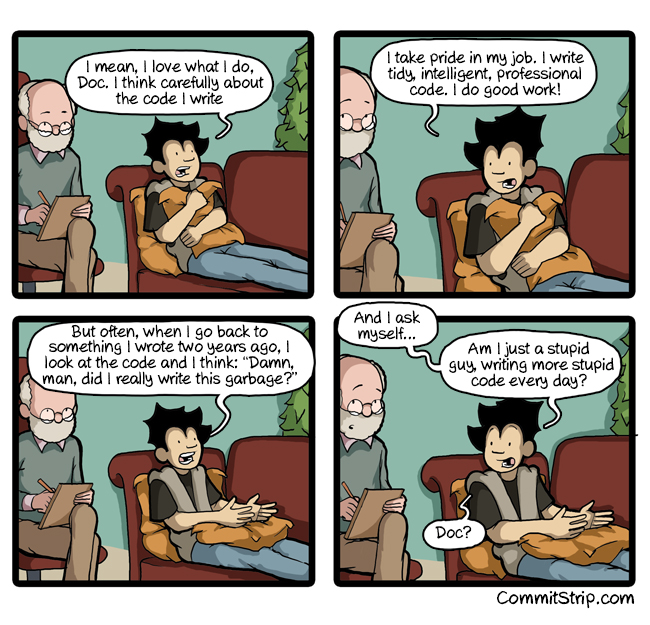 I mean, I love what I do,
Doc. I think carefully about
the code I write
I take pride in my job. I write
tidy, intelligent, professional
code. I do good work!
But often, when I go back to
something I wrote two years ago, I
look at the code and I think: “Damn,
man, did I really write this garbage?”
And I ask
myself...
Am I just a stupid
guy, writing more stupid
code every day?
Doc?
CommitStrip.com